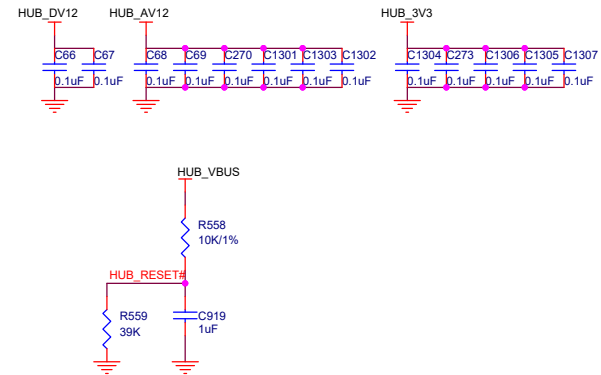 HUB_DV12 HUB_AV12 HUB_3V3
C66 C67 C68 C69 C270 C1301 C1303 C1302 C1304 C273 C1306 C1305 C1307
0.1uF 0.1uF 0.1uF 0.1uF 0.1uF 0.1uF 0.1uF 0.1uF 0.1uF 0.1uF 0.1uF 0.1uF 0.1uF
HUB_VBUS
R558
10K/1%
HUB_RESET#
R559 C919
39K 1uF